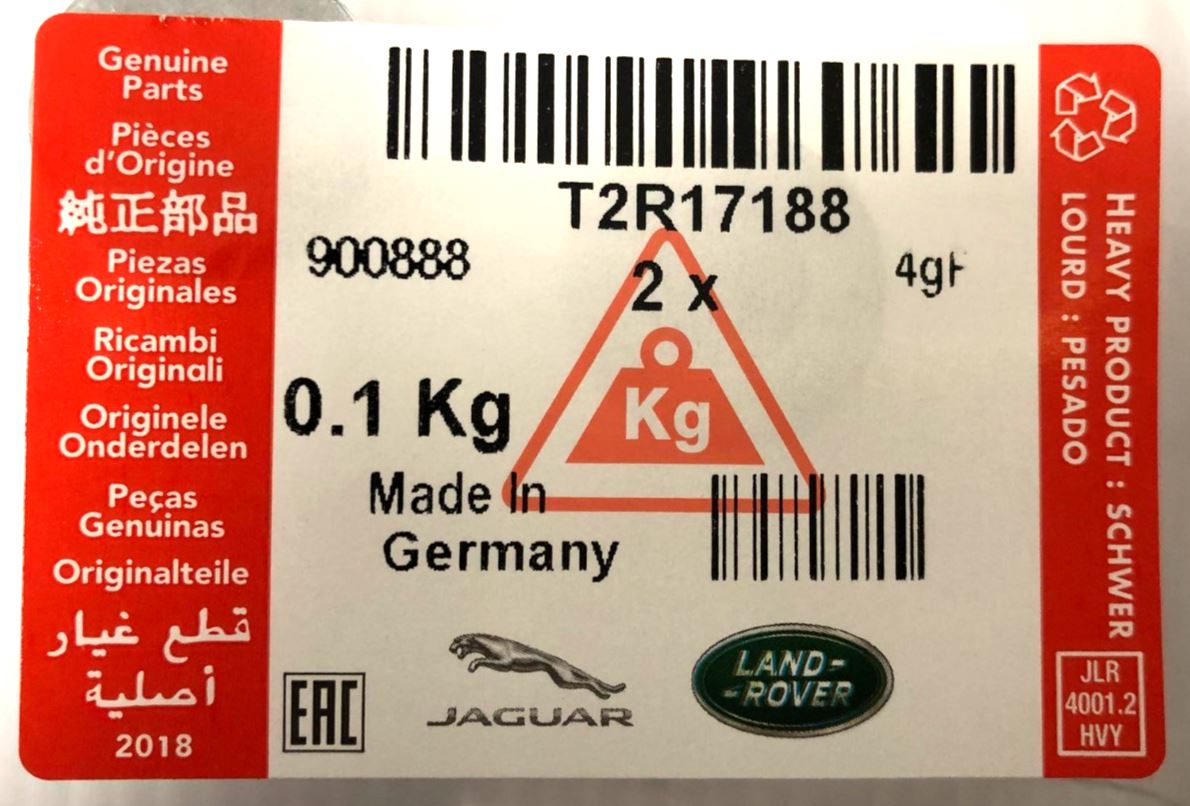 Genuine
Parts
Pièces
d'Origine
純正部品
Piezas
Originales
Ricambi
Originali
Originele
Onderdelen
Peças
Genuinas
Originalteile
قطع غيار
أصلية
2018
T2R17188
900888
2 x
0.1 Kg
Kg
Made In
Germany
EAC
JAGUAR
LAND-
-ROVER
HEAVY PRODUCT : SCHWER
LOURD : PESADO
JLR
4001.2
HVY